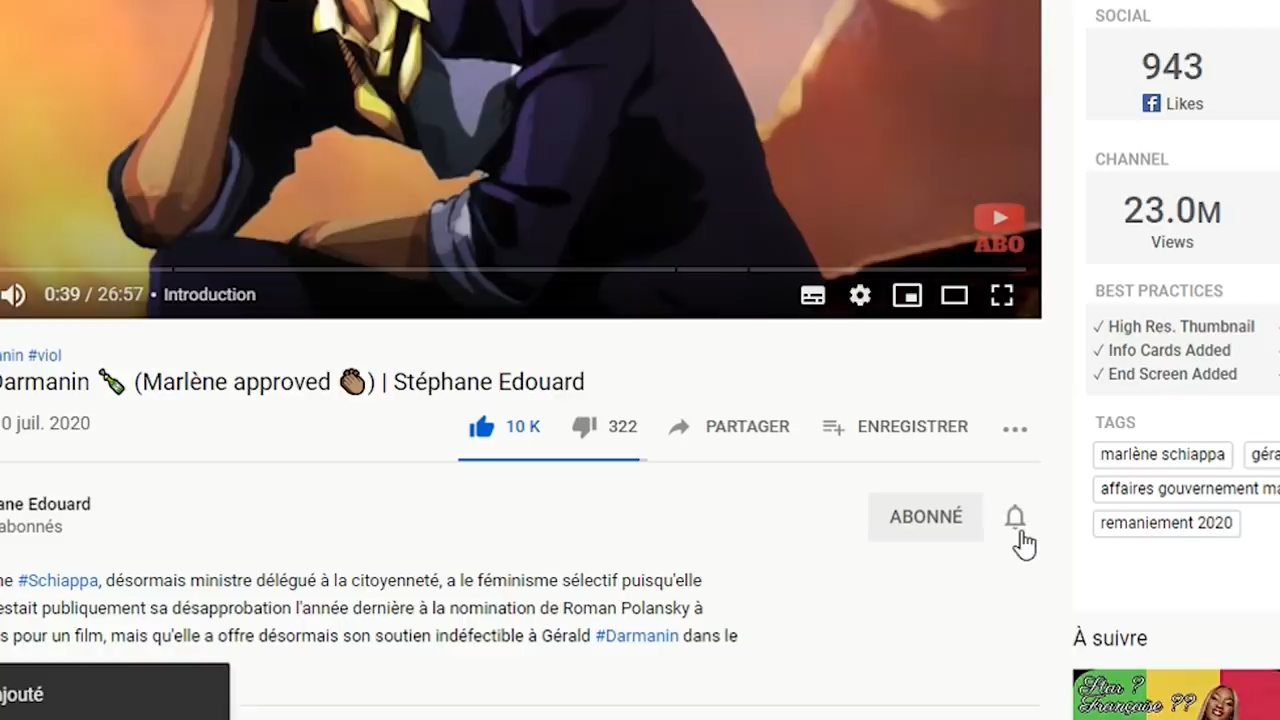 ABO
0:39 / 26:57 • Introduction
#viol
Darmanin 🍾 (Marlène approved 👏🏽) | Stéphane Edouard
0 juil. 2020
10 K
322
PARTAGER
ENREGISTRER
Edouard
abonnés
ABONNÉ
#Schiappa, désormais ministre délégué à la citoyenneté, a le féminisme sélectif puisqu'elle
publiquement sa désapprobation l'année dernière à la nomination de Roman Polansky à
pour un film, mais qu'elle a offre désormais son soutien indéfectible à Gérald #Darmanin dans le
SOCIAL
943
Likes
CHANNEL
23.0M
Views
BEST PRACTICES
✓ High Res. Thumbnail
✓ Info Cards Added
✓ End Screen Added
TAGS
marlène schiappa
affaires gouvernement
remaniement 2020
À suivre
Star ?
Française ??